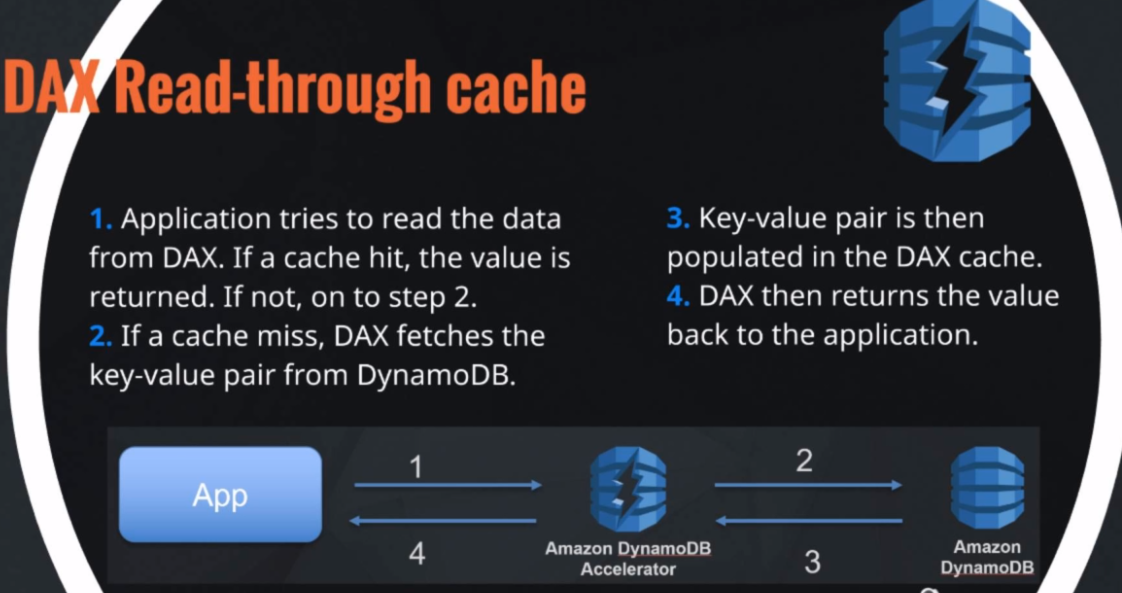 DAX Read-through cache
1. Application tries to read the data
from DAX. If a cache hit, the value is
returned. If not, on to step 2.
2. If a cache miss, DAX fetches the
key-value pair from DynamoDB.
3. Key-value pair is then
populated in the DAX cache.
4. DAX then returns the value
back to the application.
App
1
4
Amazon DynamoDB
Accelerator
2
3
Amazon
DynamoDB